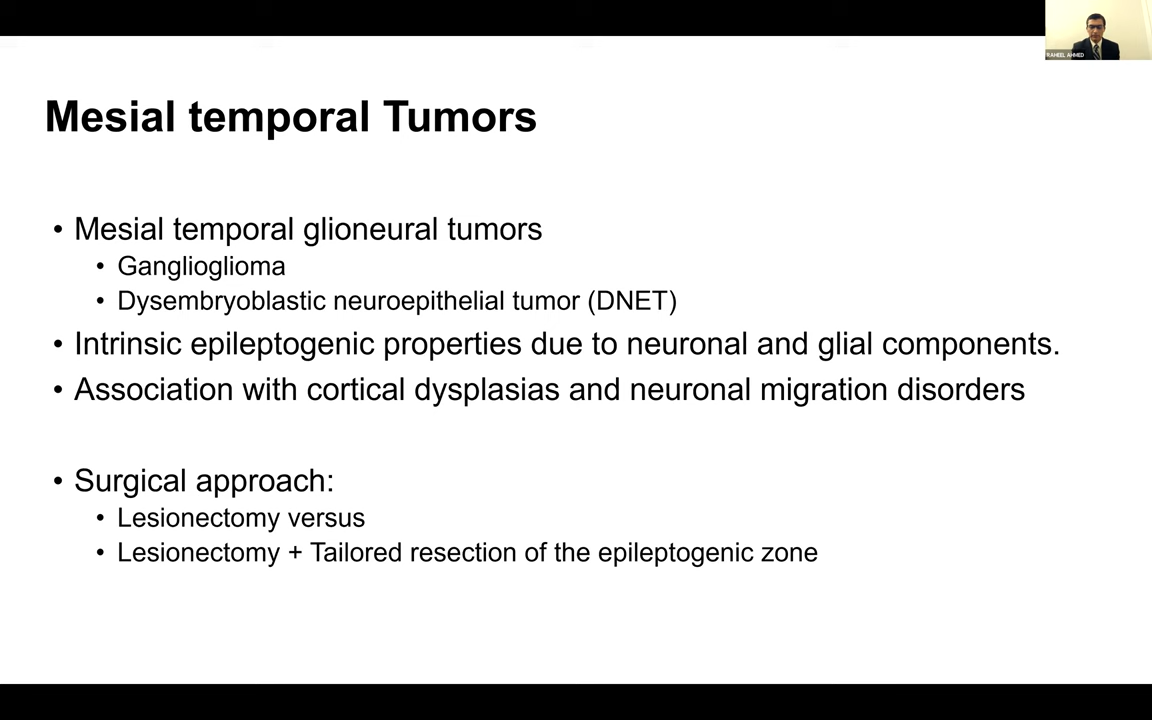 RAHEEL AHMED
Mesial temporal Tumors
• Mesial temporal glioneural tumors
• Ganglioglioma
• Dysembryoblastic neuroepithelial tumor (DNET)
• Intrinsic epileptogenic properties due to neuronal and glial components.
• Association with cortical dysplasias and neuronal migration disorders
• Surgical approach:
• Lesionectomy versus
• Lesionectomy + Tailored resection of the epileptogenic zone